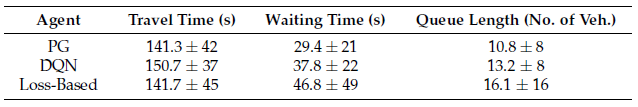 Agent Travel Time (s) Waiting Time (s) Queue Length (No. of Veh.)
PG 141.3 ± 42 29.4 ± 21 10.8 ± 8
DQN 150.7 ± 37 37.8 ± 22 13.2 ± 8
Loss-Based 141.7 ± 45 46.8 ± 49 16.1 ± 16